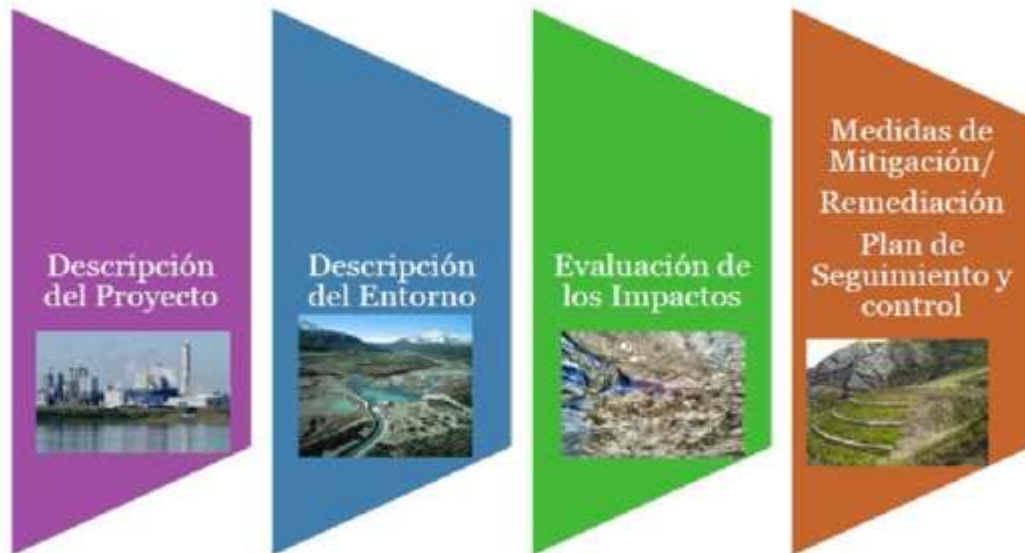 Descripción
del Proyecto
Descripción
del Entorno
Evaluación de
los Impactos
Medidas de
Mitigación/
Remediación
Plan de
Seguimiento y
control